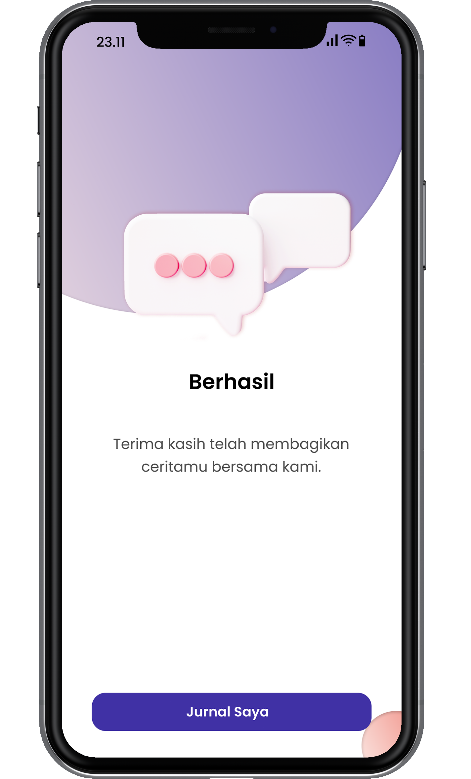 23.11
Berhasil
Terima kasih telah membagikan
ceritamu bersama kami.
Jurnal Saya